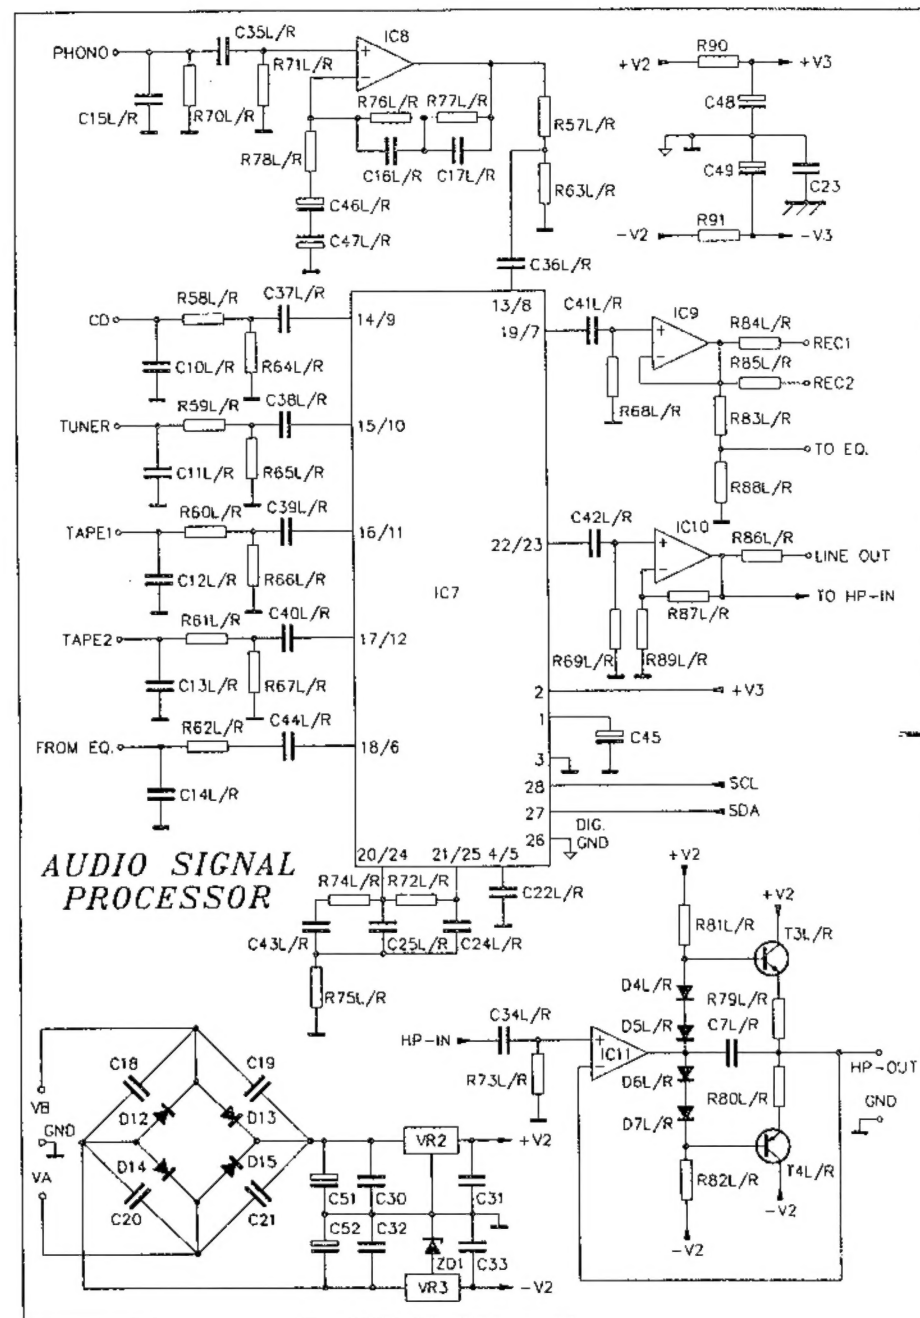 PHONO
C35L/R
R71L/R
IC8
C15L/R
R70L/R
R76L/R
R77L/R
R78L/R
C16L/R
C17L/R
C46L/R
C47L/R
R57L/R
R63L/R
C36L/R
+V2
R90
+V3
C48
C49
C23
-V2
R91
-V3
CD
R58L/R
C37L/R
14/9
C10L/R
R64L/R
TUNER
R59L/R
C38L/R
15/10
C11L/R
R65L/R
TAPE1
R60L/R
C39L/R
16/11
C12L/R
R66L/R
TAPE2
R61L/R
C40L/R
17/12
C13L/R
R67L/R
FROM EQ.
R62L/R
C44L/R
18/6
C14L/R
IC7
13/8
19/7
C41L/R
IC9
R84L/R
REC1
R85L/R
REC2
R68L/R
R83L/R
TO EQ.
R88L/R
22/23
C42L/R
IC10
R86L/R
LINE OUT
R87L/R
TO HP-IN
R69L/R
R89L/R
2
+V3
1
C45
3
28
SCL
27
SDA
26
DIG.
GND
20/24
21/25
4/5
AUDIO SIGNAL
PROCESSOR
R74L/R
R72L/R
C22L/R
C43L/R
C25L/R
C24L/R
R75L/R
+V2
+V2
R81L/R
T3L/R
D4L/R
R79L/R
HP-IN
C34L/R
IC11
D5L/R
C7L/R
HP-OUT
R73L/R
D6L/R
R80L/R
D7L/R
GND
R82L/R
T4L/R
-V2
-V2
C18
C19
VB
D12
D13
GND
D14
D15
VA
C20
C21
VR2
+V2
C51
C30
C31
C52
C32
ZD1
C33
VR3
-V2